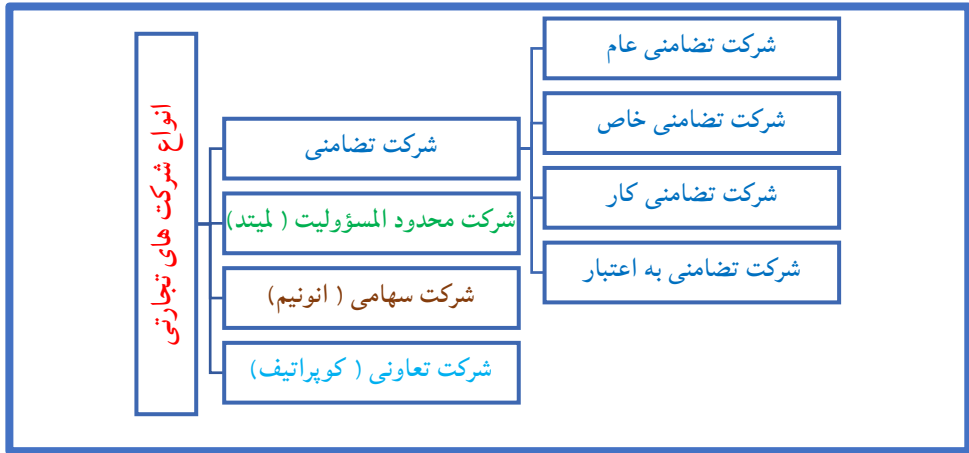 انواع شرکت های تجارتی
شرکت تضامنی
شرکت محدود المسؤولیت ( لمیتد)
شرکت سهامی ( انونیم)
شرکت تعاونی ( کوپراتیف)
شرکت تضامنی عام
شرکت تضامنی خاص
شرکت تضامنی کار
شرکت تضامنی به اعتبار